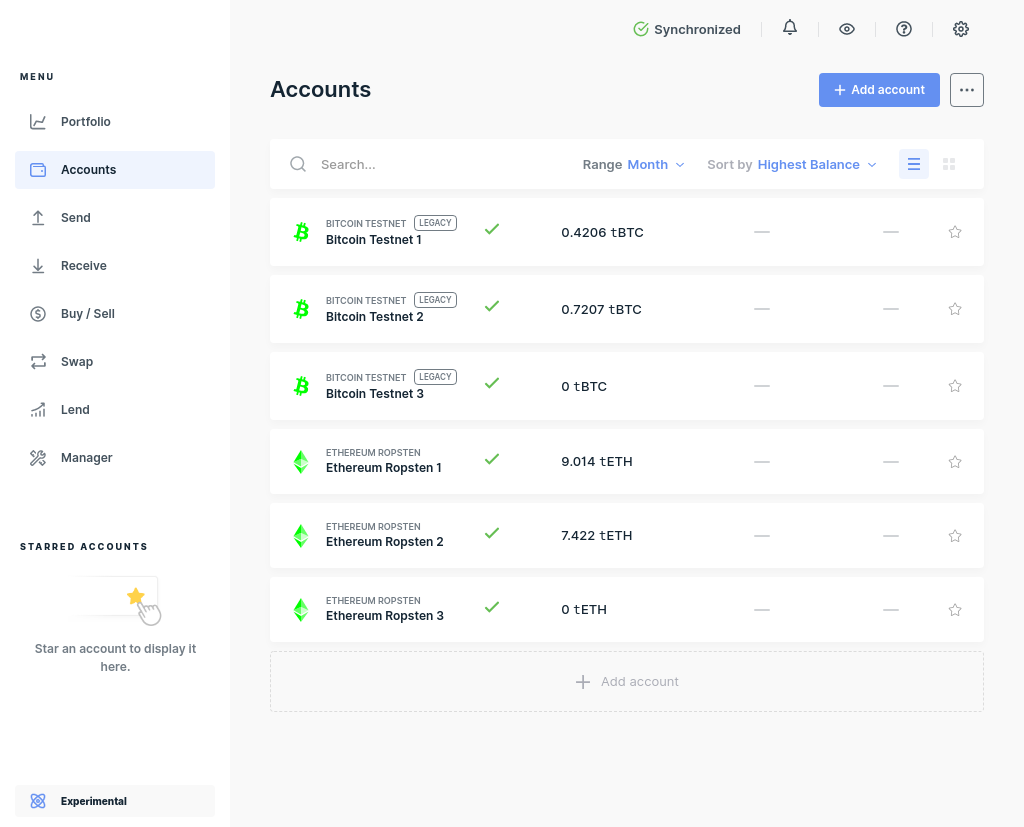 Synchronized
MENU
Portfolio
Accounts
Send
Receive
Buy / Sell
Swap
Lend
Manager
STARRED ACCOUNTS
Star an account to display it
here.
Experimental
Accounts
Add account
Search...
Range Month
Sort by Highest Balance
BITCOIN TESTNET LEGACY
Bitcoin Testnet 1
0.4206 tBTC
BITCOIN TESTNET LEGACY
Bitcoin Testnet 2
0.7207 tBTC
BITCOIN TESTNET LEGACY
Bitcoin Testnet 3
0 tBTC
ETHEREUM ROPSTEN
Ethereum Ropsten 1
9.014 tETH
ETHEREUM ROPSTEN
Ethereum Ropsten 2
7.422 tETH
ETHEREUM ROPSTEN
Ethereum Ropsten 3
0 tETH
Add account